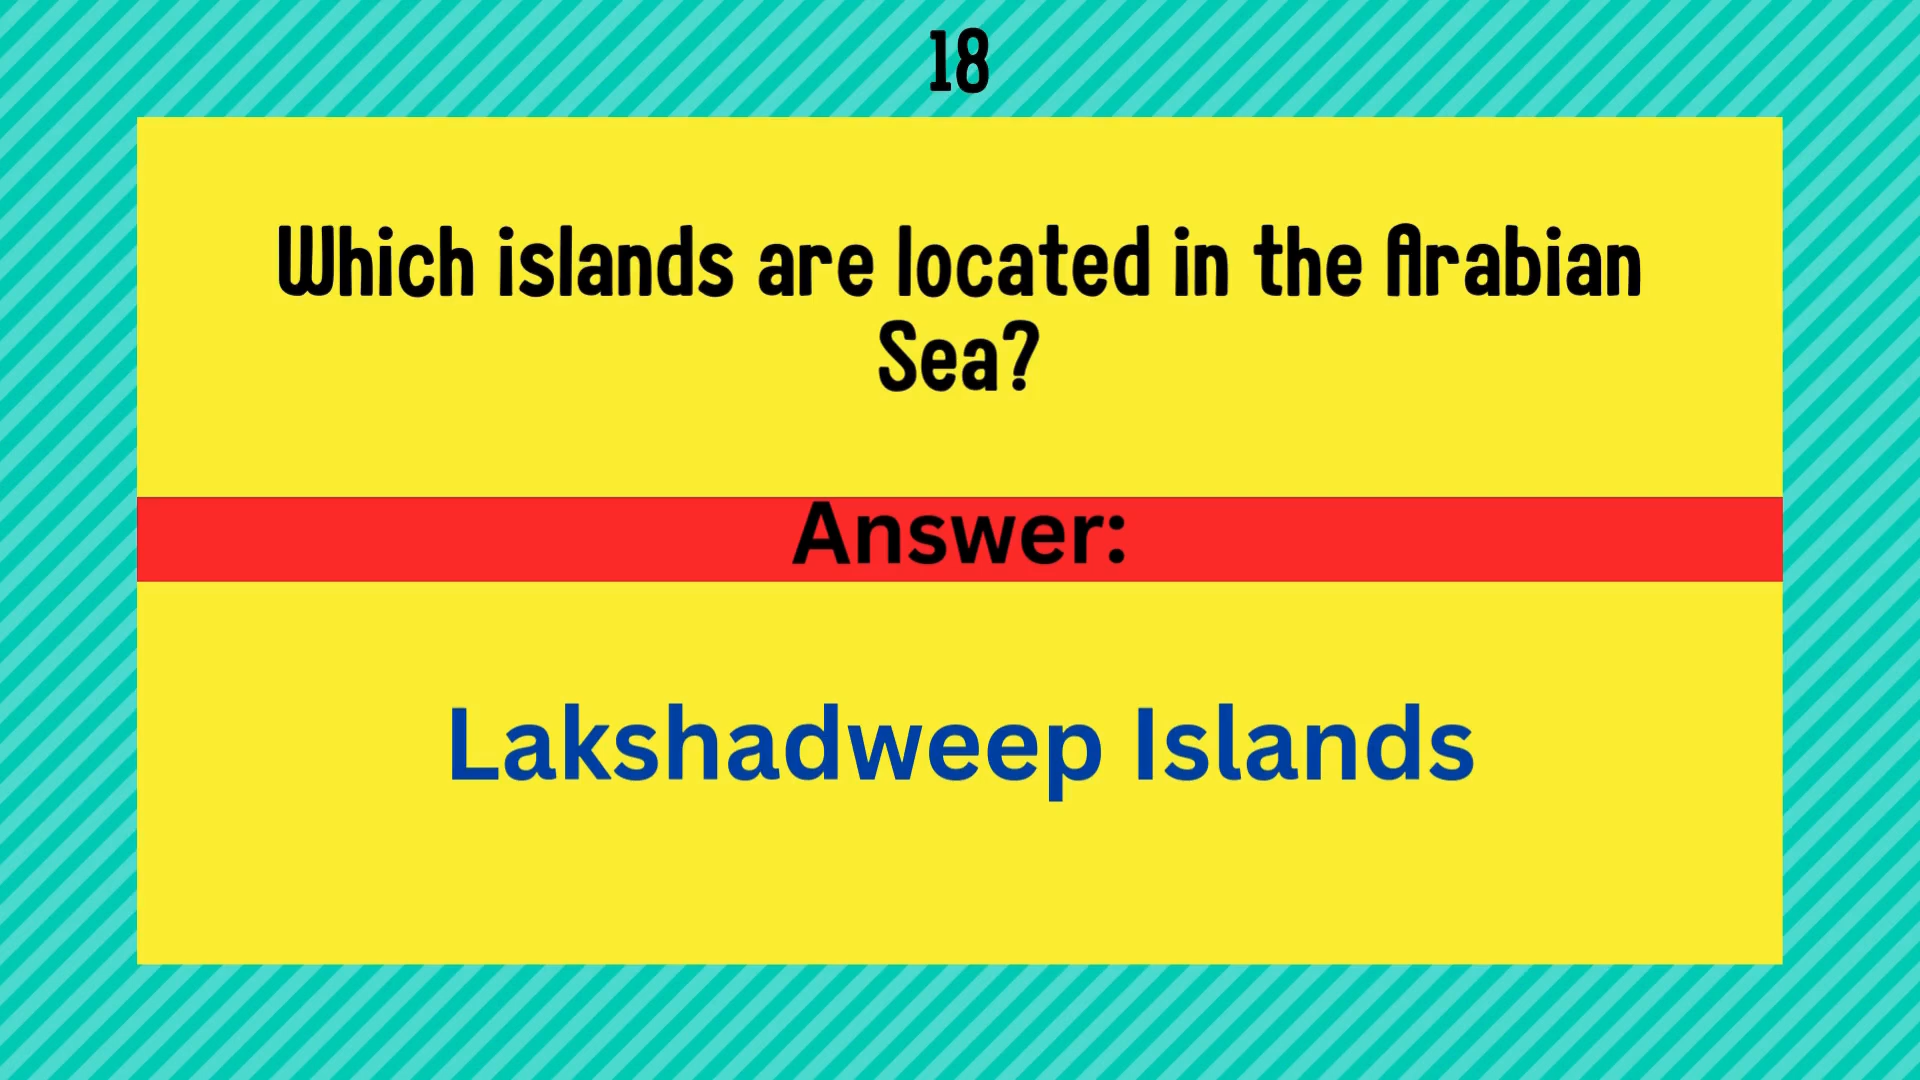 18
Which islands are located in the Arabian
Sea?
Answer:
Lakshadweep Islands